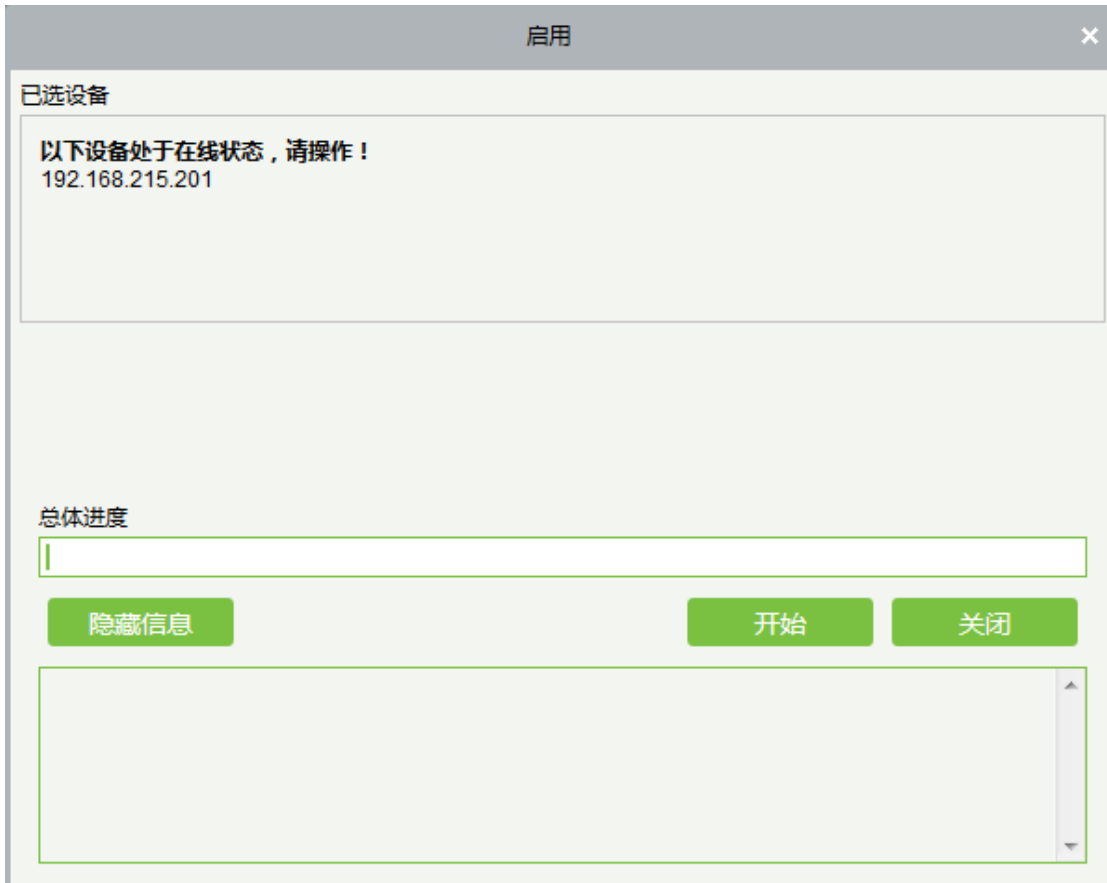 启用
已选设备
以下设备处于在线状态，请操作！
192.168.215.201
总体进度
隐藏信息
开始
关闭